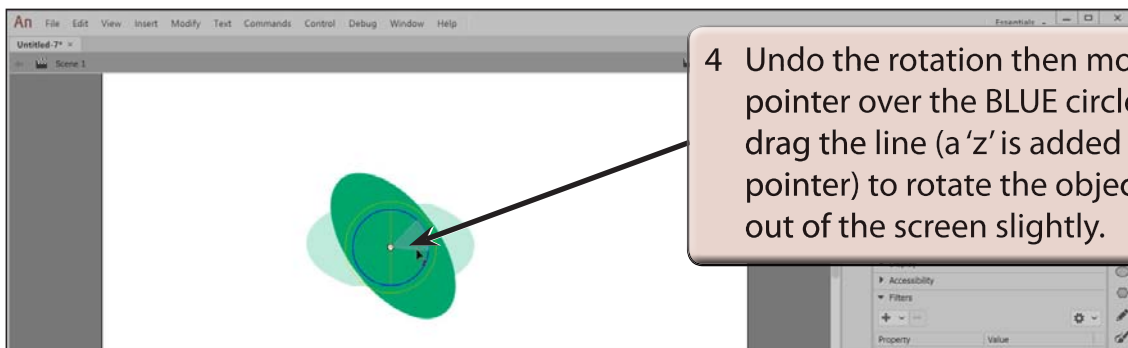 An File Edit View Insert Modify Text Commands Control Debug Window Help
Essentials
Untitled-7* ×
Scene 1
4 Undo the rotation then mo
pointer over the BLUE circle
drag the line (a ‘z’ is added
pointer) to rotate the objec
out of the screen slightly.
Accessibility
Filters
Property Value